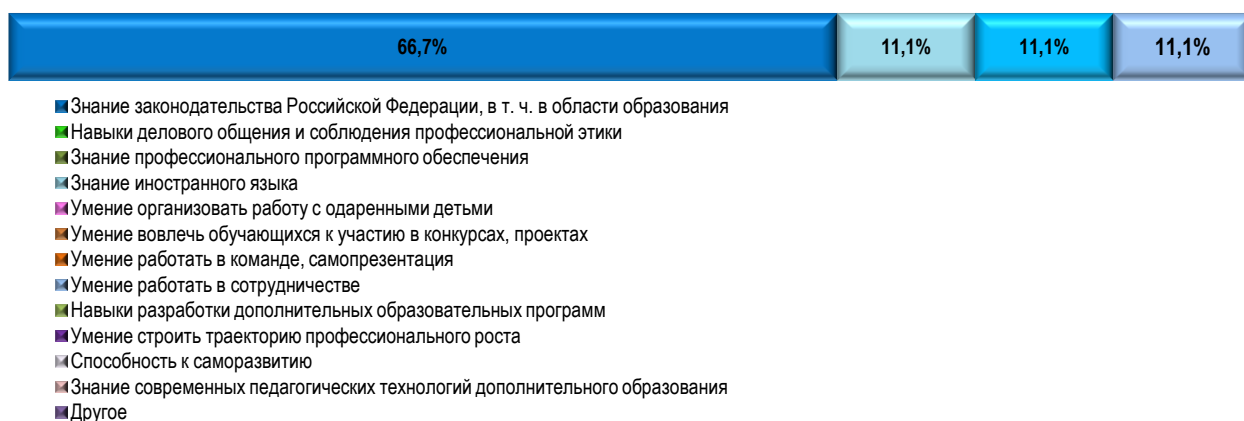 66,7% 11,1% 11,1% 11,1%
Знание законодательства Российской Федерации, в т. ч. в области образования
Навыки делового общения и соблюдения профессиональной этики
Знание профессионального программного обеспечения
Знание иностранного языка
Умение организовать работу с одаренными детьми
Умение вовлечь обучающихся к участию в конкурсах, проектах
Умение работать в команде, самопрезентация
Умение работать в сотрудничестве
Навыки разработки дополнительных образовательных программ
Умение строить траекторию профессионального роста
Способность к саморазвитию
Знание современных педагогических технологий дополнительного образования
Другое